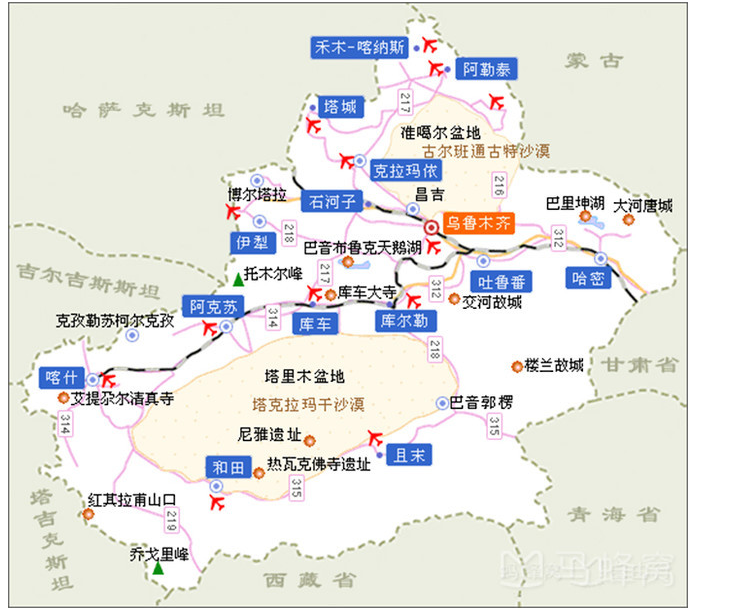 禾木-喀纳斯
阿勒泰
蒙古
哈萨克斯坦
塔城
217
准噶尔盆地
古尔班通古特沙漠
克拉玛依
博尔塔拉
石河子
昌吉
216
巴里坤湖
大河唐城
乌鲁木齐
伊犁
218
巴音布鲁克天鹅湖
312
吉尔吉斯斯坦
托木尔峰
217
吐鲁番
哈密
阿克苏
库车大寺
312
交河故城
克孜勒苏柯尔克孜
314
库车
库尔勒
218
喀什
塔里木盆地
楼兰故城
甘肃省
艾提尕尔清真寺
塔克拉玛干沙漠
巴音郭楞
314
尼雅遗址
315
且末
和田
热瓦克佛寺遗址
315
塔吉克斯坦
红其拉甫山口
219
青海省
乔戈里峰
西藏省
马蜂窝